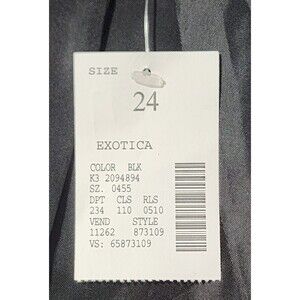 SIZE
24
EXOTICA
COLOR BLK
K3 2094894
SZ. 0455
DPT CLS RLS
234 110 0510
VEND STYLE
11262 873109
VS: 65873109